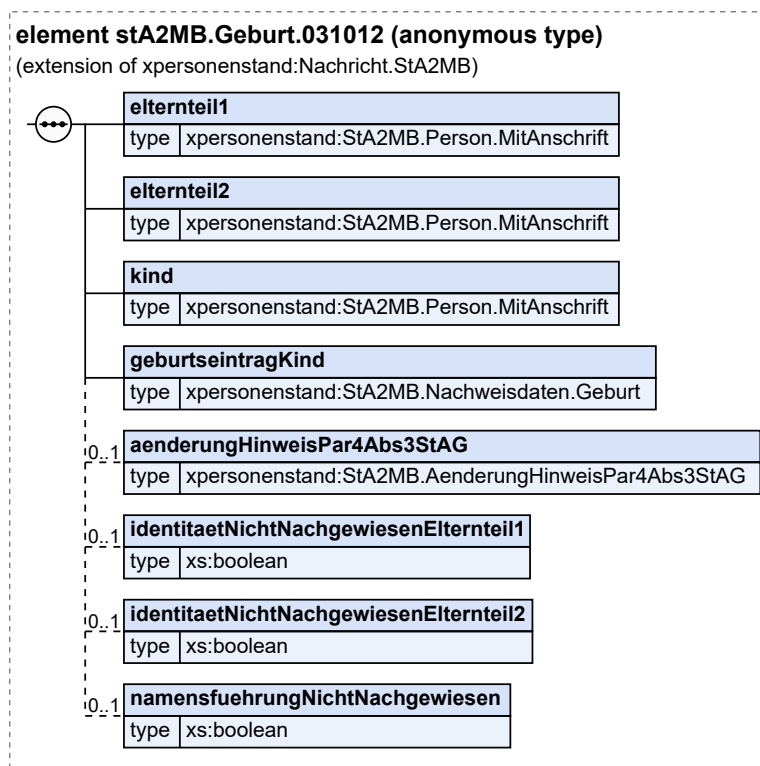 element stA2MB.Geburt.031012 (anonymous type)
(extension of xpersonenstand:Nachricht.StA2MB)
elternteil1
type xpersonenstand:StA2MB.Person.MitAnschrift
elternteil2
type xpersonenstand:StA2MB.Person.MitAnschrift
kind
type xpersonenstand:StA2MB.Person.MitAnschrift
geburtseintragKind
type xpersonenstand:StA2MB.Nachweisdaten.Geburt
0..1 aenderungHinweisPar4Abs3StAG
type xpersonenstand:StA2MB.AenderungHinweisPar4Abs3StAG
0..1 identitaetNichtNachgewiesenElternteil1
type xs:boolean
0..1 identitaetNichtNachgewiesenElternteil2
type xs:boolean
0..1 namensfuehrungNichtNachgewiesen
type xs:boolean